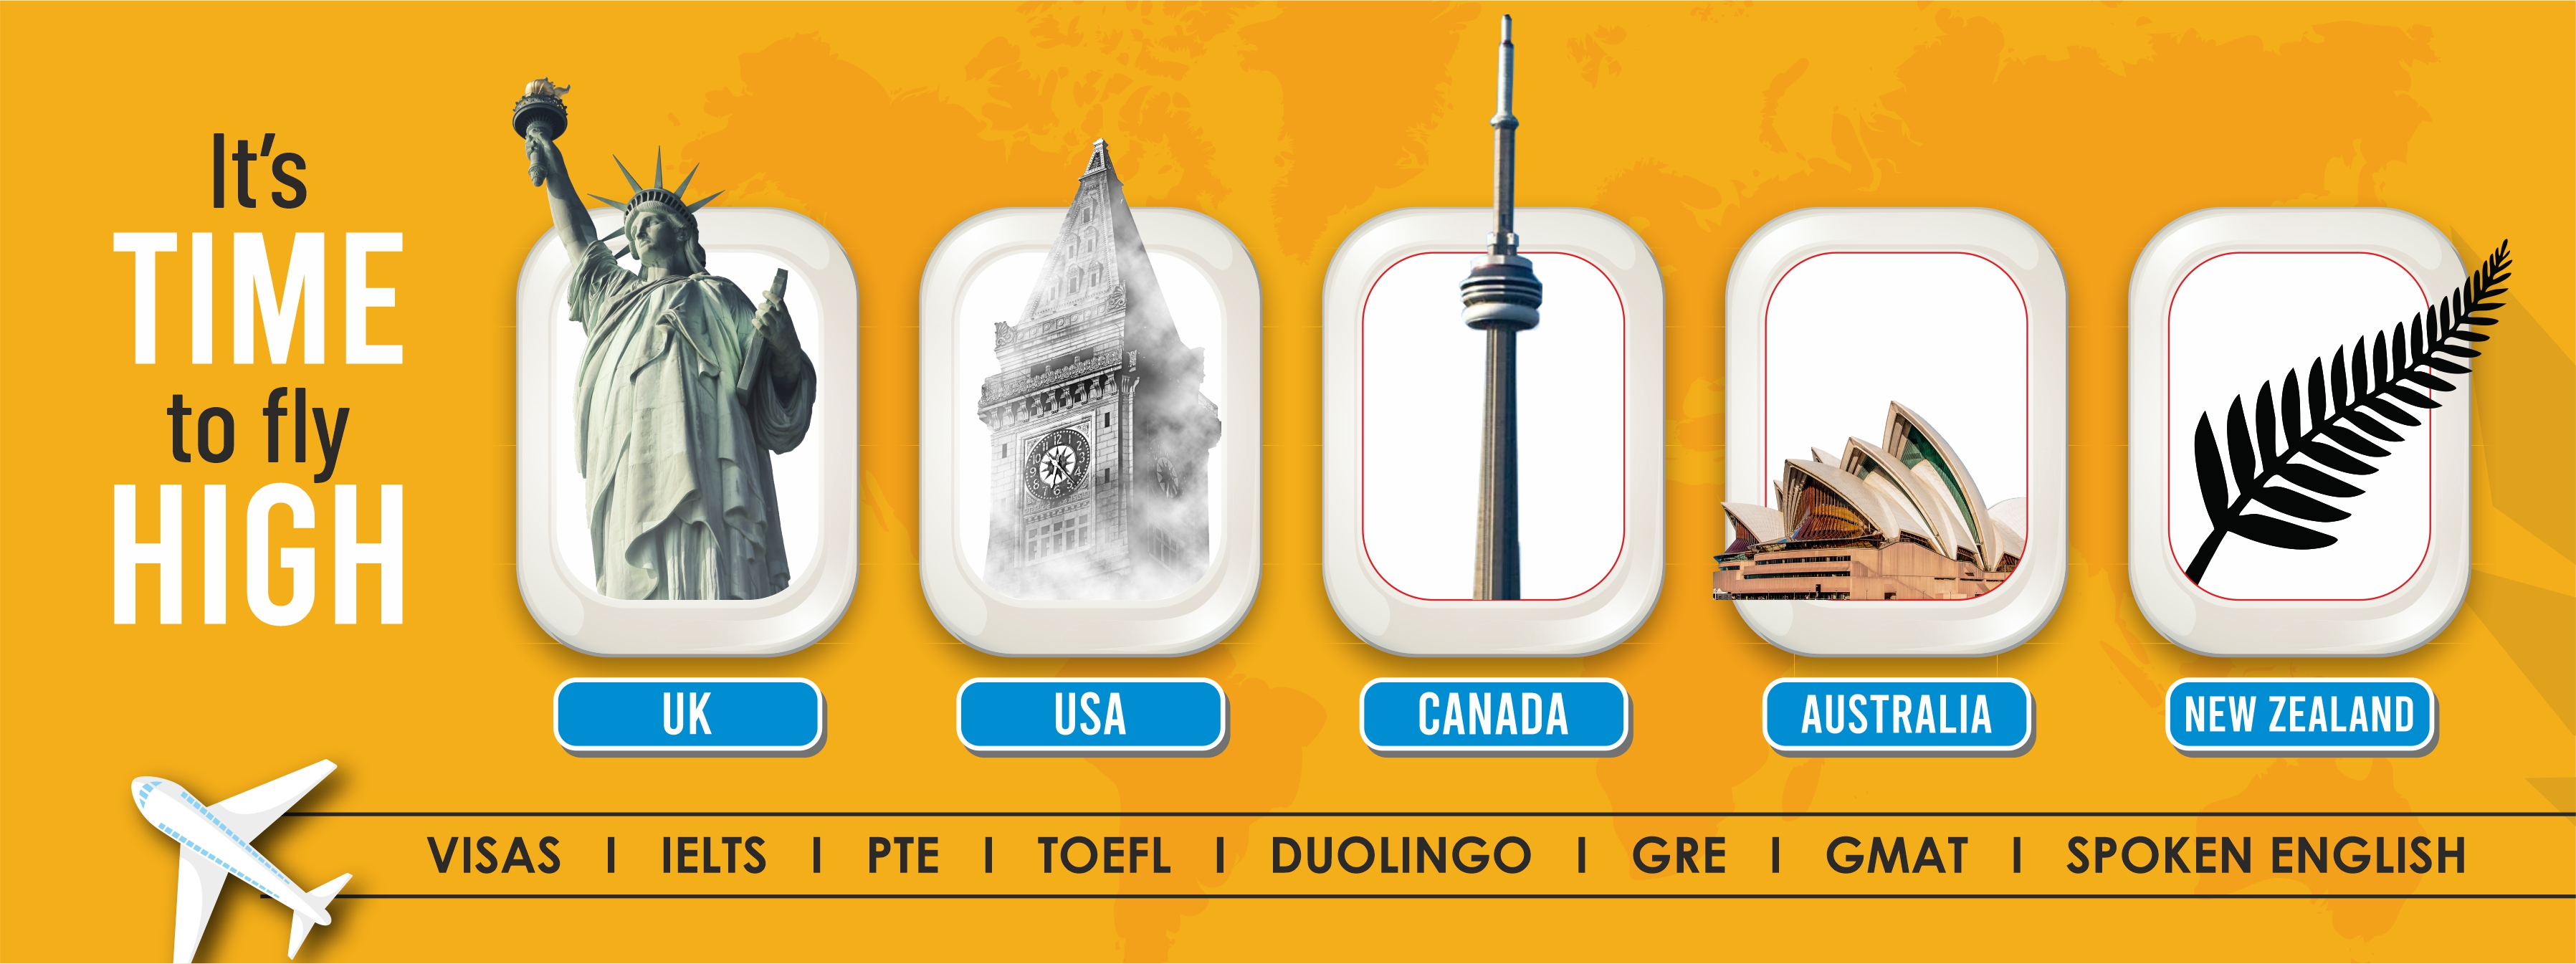 It's
TIME
to fly
HIGH
UK
USA
CANADA
AUSTRALIA
NEW ZEALAND
VISAS I IELTS I PTE I TOEFL I DUOLINGO I GRE I GMAT I SPOKEN ENGLISH